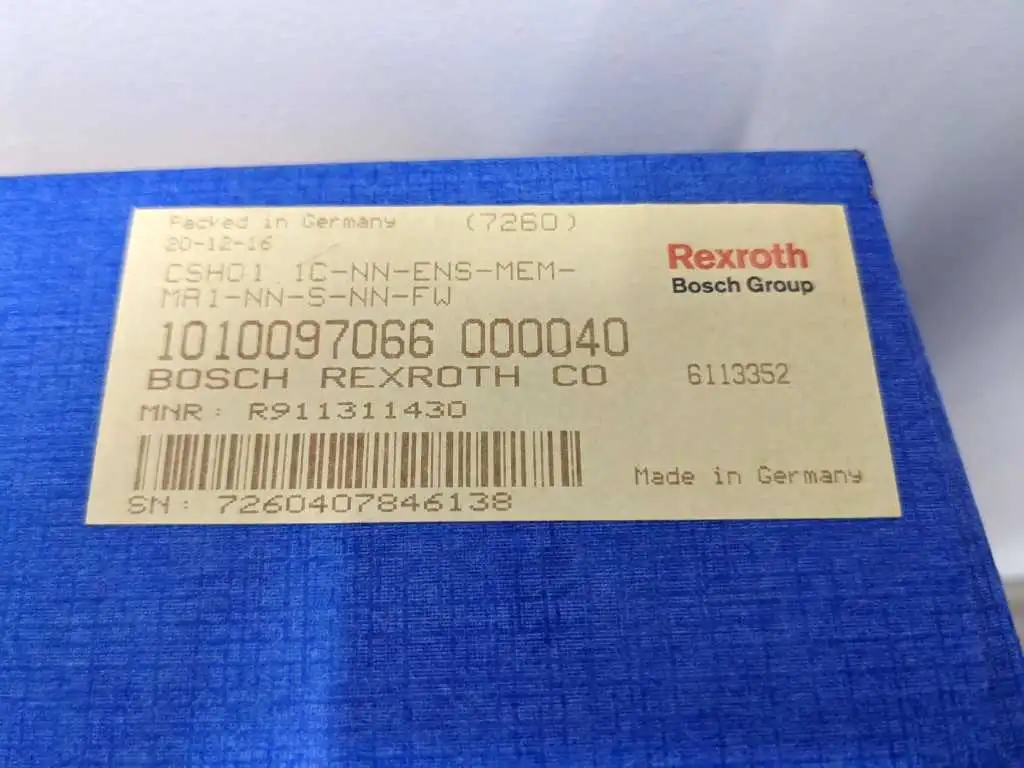 Packed in Germany (7260)
20-12-16
CSH01.1C-NN-ENS-MEM-
MA1-NN-S-NN-FW
Rexroth
Bosch Group
1010097066 000040
BOSCH REXROTH CO
6113352
MNR: R911311430
Made in Germany
SN: 7260407846138